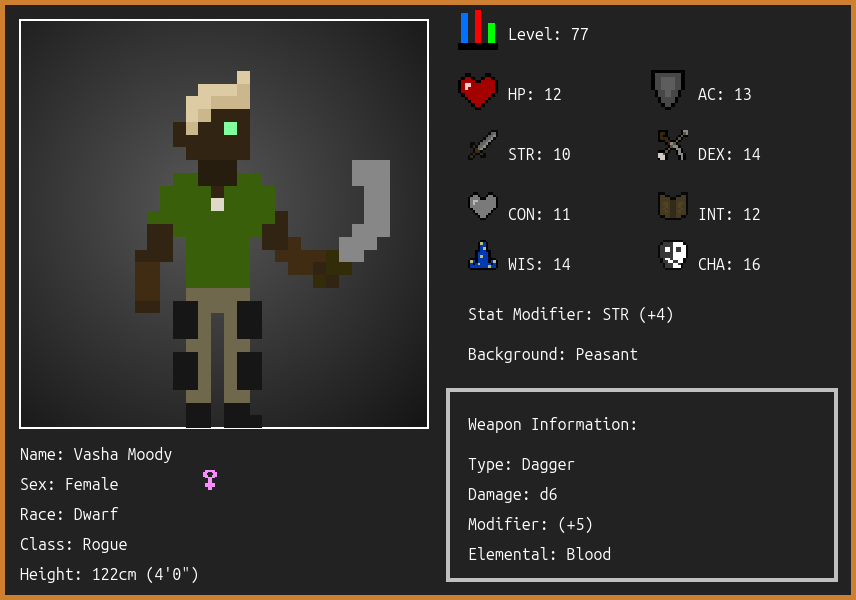 Level: 77
HP: 12
AC: 13
STR: 10
DEX: 14
CON: 11
INT: 12
WIS: 14
CHA: 16
Stat Modifier: STR (+4)
Background: Peasant
Weapon Information:
Type: Dagger
Damage: d6
Modifier: (+5)
Elemental: Blood
Name: Vasha Moody
Sex: Female
Race: Dwarf
Class: Rogue
Height: 122cm (4'0")